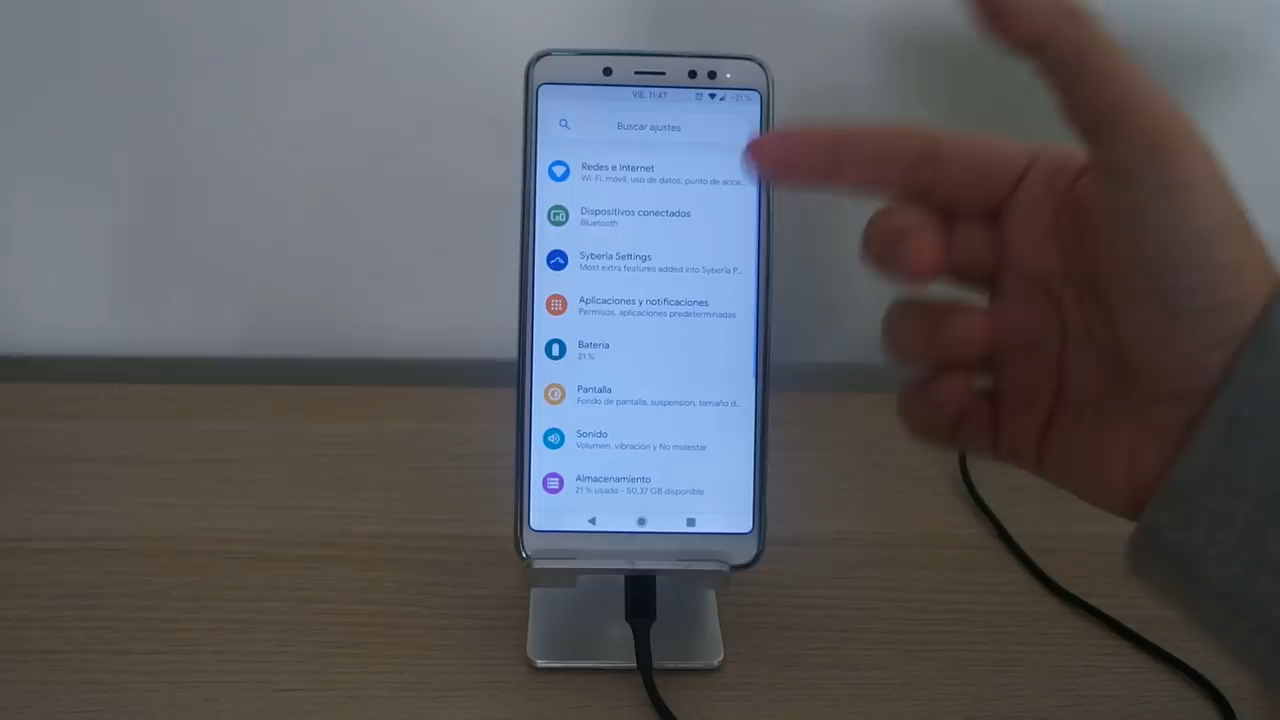 VIE. 11:47
~21 %
Buscar ajustes
Redes e Internet
Wi-Fi, móvil, uso de datos, punto de acce...
Dispositivos conectados
Bluetooth
Syberia Settings
Most extra features added into Syberia P...
Aplicaciones y notificaciones
Permisos, aplicaciones predeterminadas
Batería
21 %
Pantalla
Fondo de pantalla, suspensión, tamaño d...
Sonido
Volumen, vibración y No molestar
Almacenamiento
21 % usado - 50,37 GB disponible